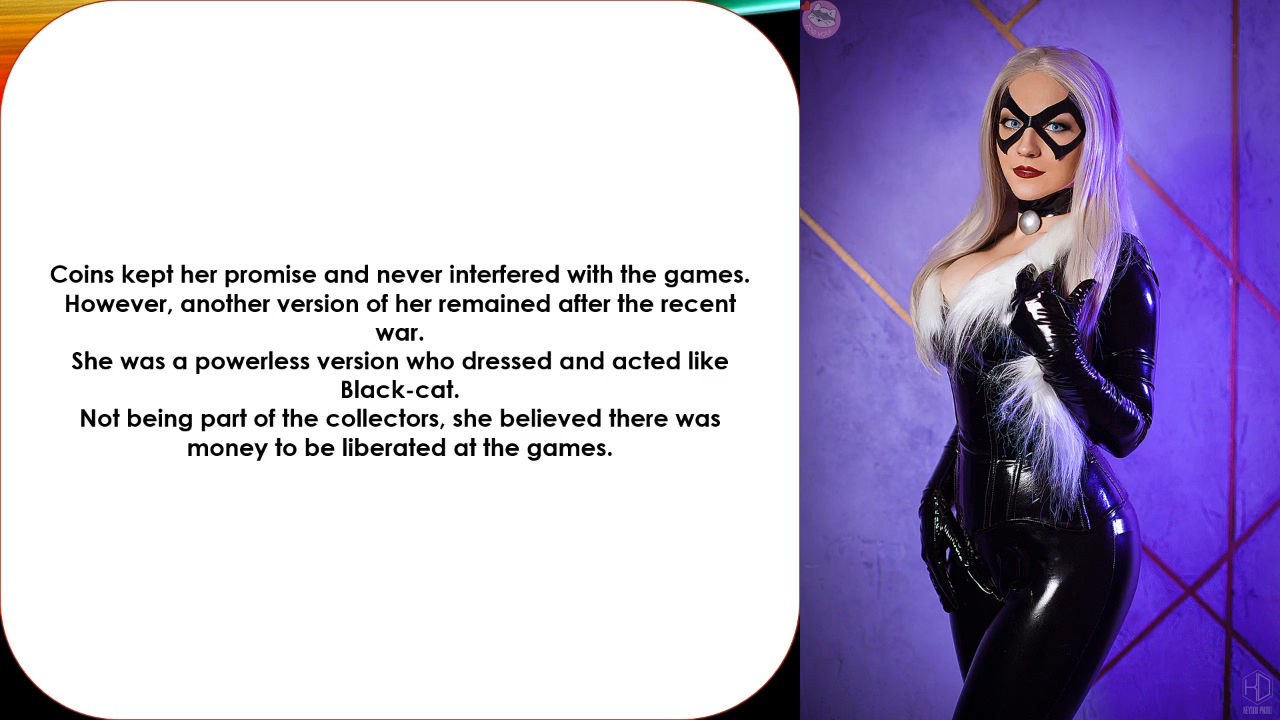 Coins kept her promise and never interfered with the games.
However, another version of her remained after the recent
war.
She was a powerless version who dressed and acted like
Black-cat.
Not being part of the collectors, she believed there was
money to be liberated at the games.